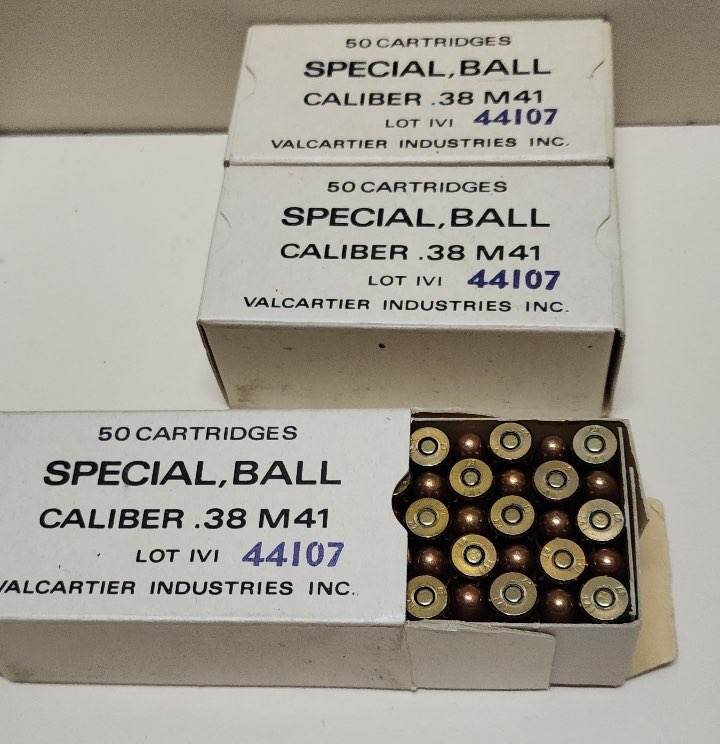 50 CARTRIDGES
SPECIAL, BALL
CALIBER .38 M41
LOT IVI 44107
VALCARTIER INDUSTRIES INC.
50 CARTRIDGES
SPECIAL, BALL
CALIBER .38 M41
LOT IVI 44107
VALCARTIER INDUSTRIES INC.
50 CARTRIDGES
SPECIAL, BALL
CALIBER .38 M41
LOT IVI 44107
VALCARTIER INDUSTRIES INC.